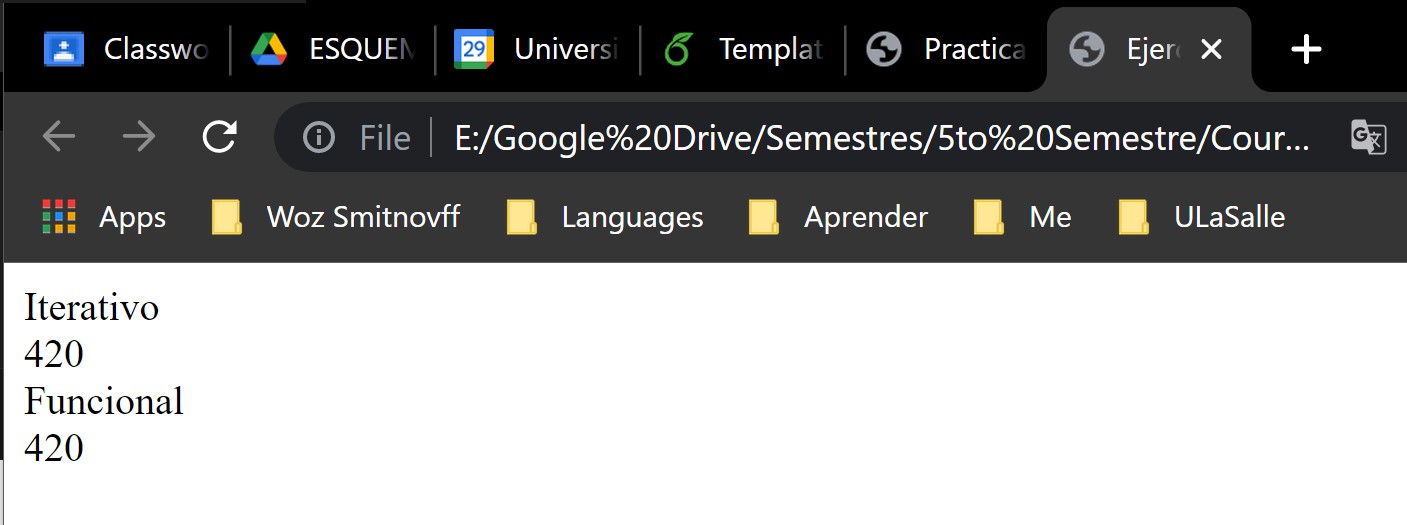 Classwo ESQUEM 29 Universi Templat Practica Ejerc
File E:/Google%20Drive/Semestres/5to%20Semestre/Cour...
Apps Woz Smitnovff Languages Aprender Me ULaSalle
Iterativo
420
Funcional
420